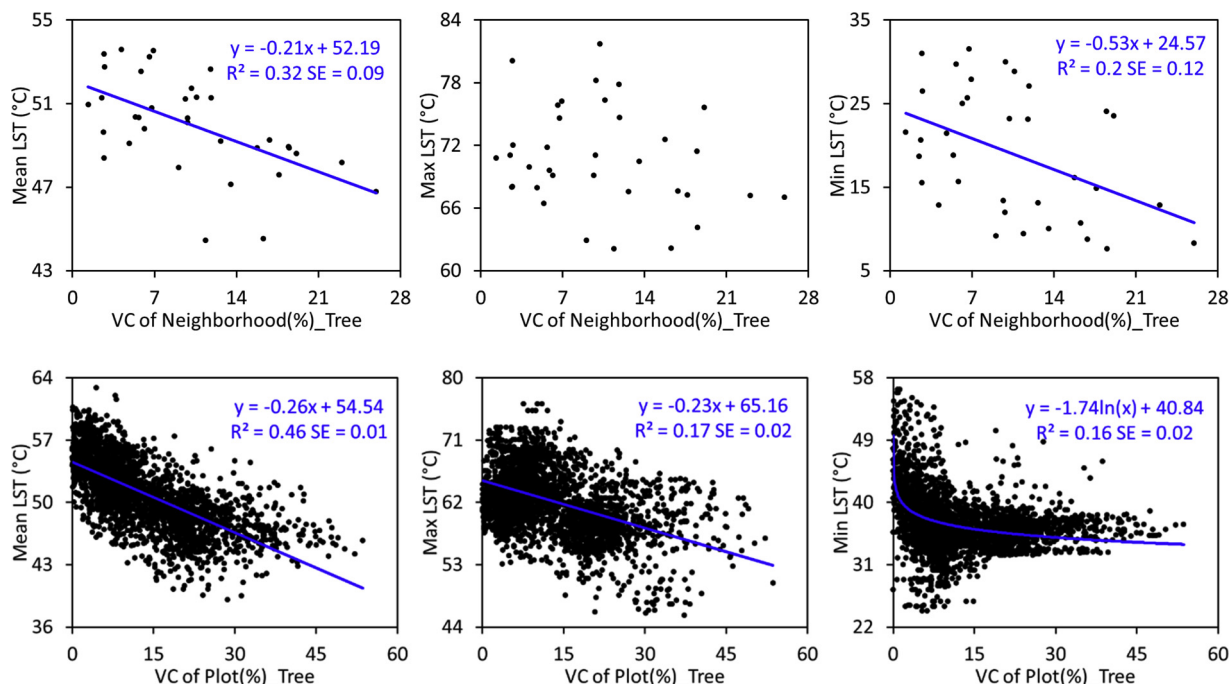 55
51
47
43
Mean LST (°C)
y = -0.21x + 52.19
R² = 0.32 SE = 0.09
0 7 14 21 28
VC of Neighborhood(%)_Tree
84
78
72
66
60
Max LST (°C)
0 7 14 21 28
VC of Neighborhood(%)_Tree
45
35
25
15
5
Min LST (°C)
y = -0.53x + 24.57
R² = 0.2 SE = 0.12
0 7 14 21 28
VC of Neighborhood(%)_Tree
64
57
50
43
36
Mean LST (°C)
y = -0.26x + 54.54
R² = 0.46 SE = 0.01
0 15 30 45 60
VC of Plot(%)_Tree
80
71
62
53
44
Max LST (°C)
y = -0.23x + 65.16
R² = 0.17 SE = 0.02
0 15 30 45 60
VC of Plot(%)_Tree
58
49
40
31
22
Min LST (°C)
y = -1.74ln(x) + 40.84
R² = 0.16 SE = 0.02
0 15 30 45 60
VC of Plot(%)_Tree